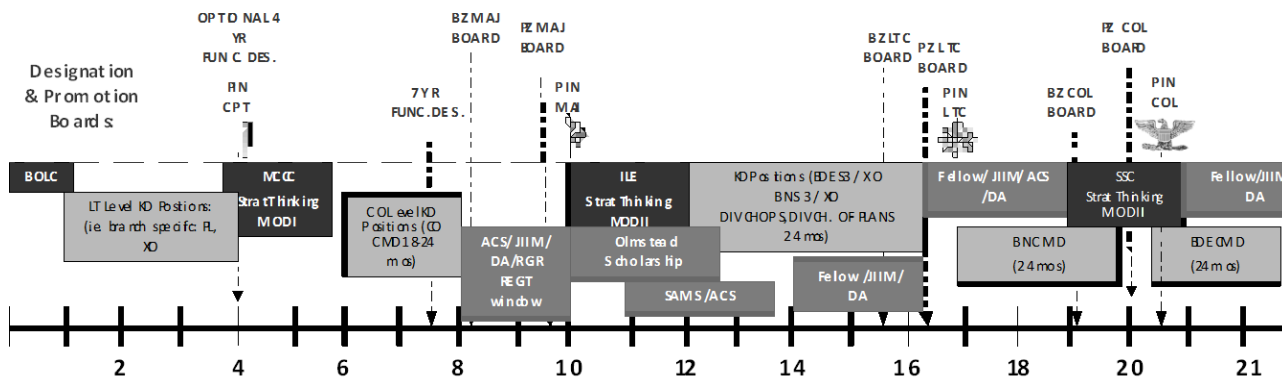 OPTIONAL 4
YR
FUNC. DES.
BZ MAJ
BOARD
PZ MAJ
BOARD
BZ LTC
BOARD
PZ LTC
BOARD
PZ COL
BOARD
Designation
& Promotion
Boards:
PIN
CPT
7 YR
FUNC. DES.
PIN
MAJ
PIN
LTC
BZ COL
BOARD
PIN
COL
BOLC
MCCC
Strat Thinking
MOD I
ILE
Strat Thinking
MOD II
KD Positions (BDE S3 / XO
BN S3 / XO
DIV CHOPS, DIV CH. OF PLANS
24 mos)
Fellow/ JIIM/ ACS
/DA
SSC
Strat Thinking
MOD III
Fellow/JIIM/
DA
LT Level KD Postions:
(i.e. branch specific: PL,
XO
CO Level KD
Positions (CO
CMD 18-24
mos)
ACS/ JIIM/
DA/RGR
REGT
window
Olmstead
Scholarship
SAMS /ACS
Fellow /JIIM/
DA
BN CMD
(24 mos)
BDE CMD
(24 mos)
2 4 6 8 10 12 14 16 18 20 21